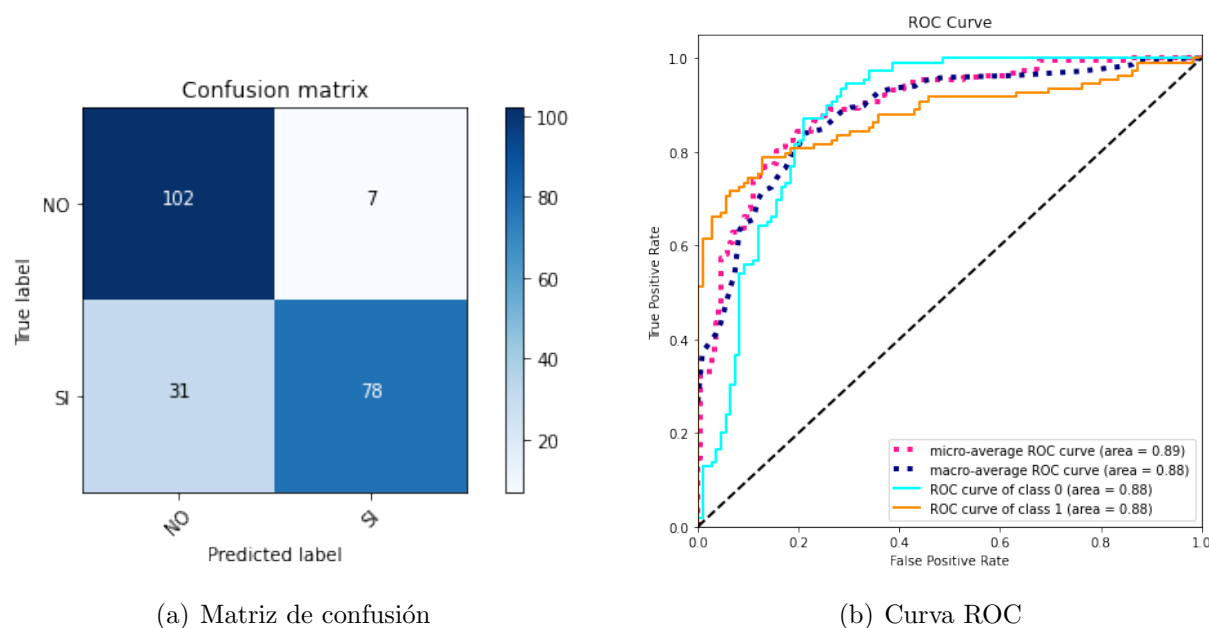 Confusion matrix
True label
NO
SI
102
7
31
78
NO
SI
Predicted label
100
80
60
40
20
(a) Matriz de confusión
ROC Curve
True Positive Rate
1.0
0.8
0.6
0.4
0.2
0.0
0.0
0.2
0.4
0.6
0.8
1.0
False Positive Rate
micro-average ROC curve (area = 0.89)
macro-average ROC curve (area = 0.88)
ROC curve of class 0 (area = 0.88)
ROC curve of class 1 (area = 0.88)
(b) Curva ROC